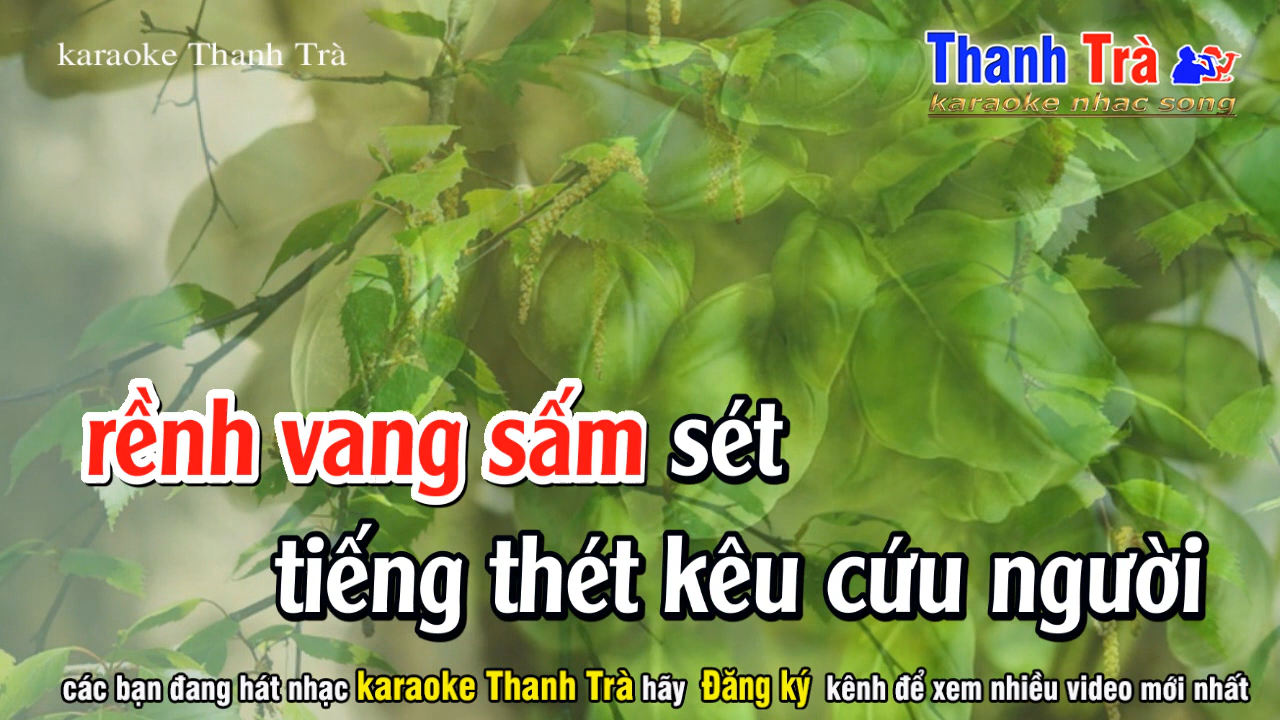 karaoke Thanh Trà
Thanh Trà
karaoke nhac song
rềnh vang sấm sét
tiếng thét kêu cứu người
các bạn đang hát nhạc karaoke Thanh Trà hãy Đăng ký kênh để xem nhiều video mới nhất